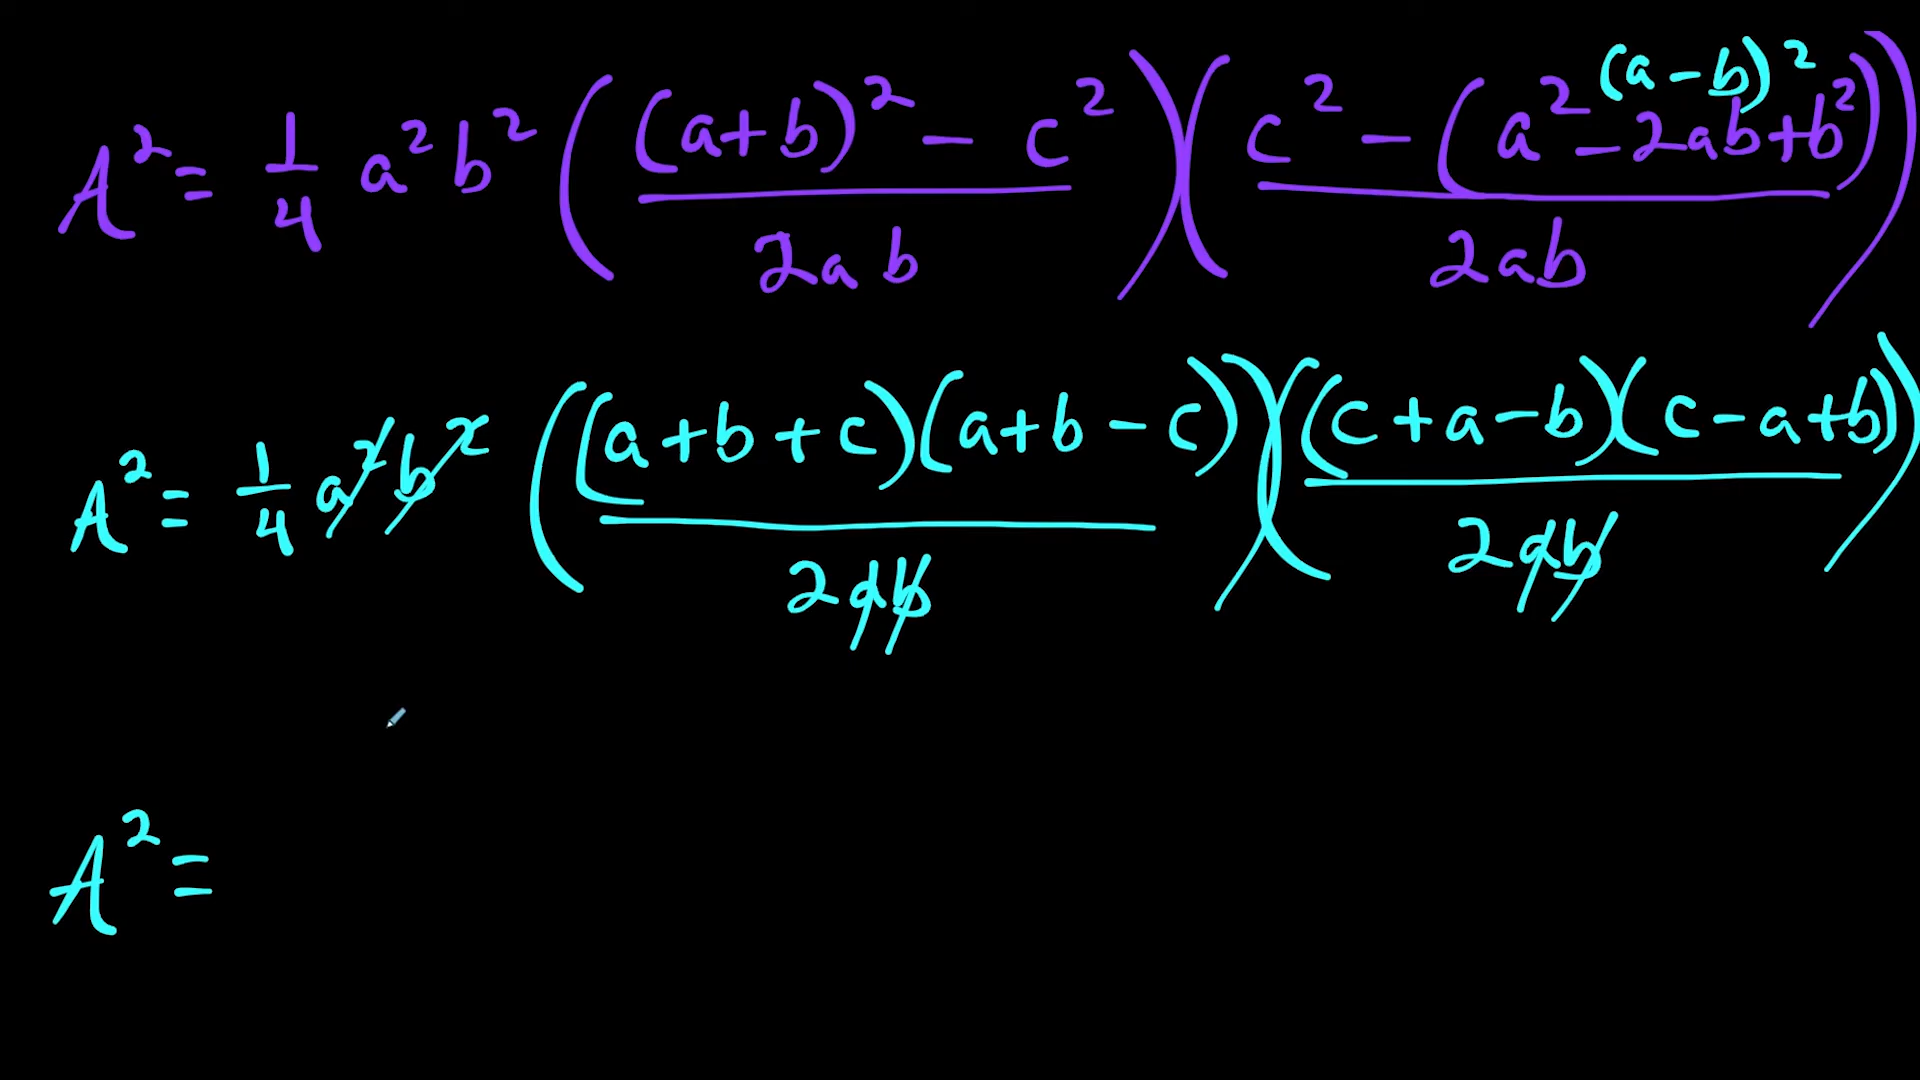 (a-b)²
A² = 1/4 a²b² ( ((a+b)² - c²) / 2ab ) ( (c² - (a² - 2ab + b²)) / 2ab )
A² = 1/4 a²b² ( (a+b+c)(a+b-c) / 2ab ) ( (c+a-b)(c-a+b) / 2ab )
A² =